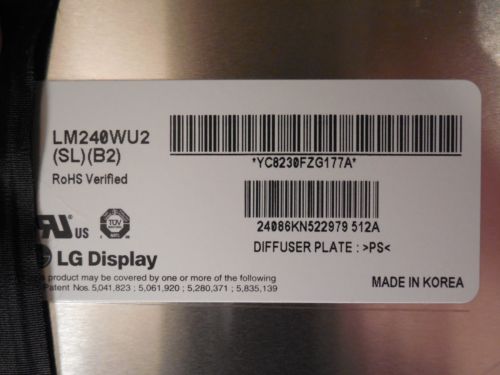 LM240WU2
(SL)(B2)
RoHS Verified
*YC8230FZG177A*
24086KN522979 512A
DIFFUSER PLATE : >PS<
US
TÜV
LG Display
product may be covered by one or more of the following
Patent Nos. 5,041,823 ; 5,061,920 ; 5,280,371 ; 5,835,139
MADE IN KOREA